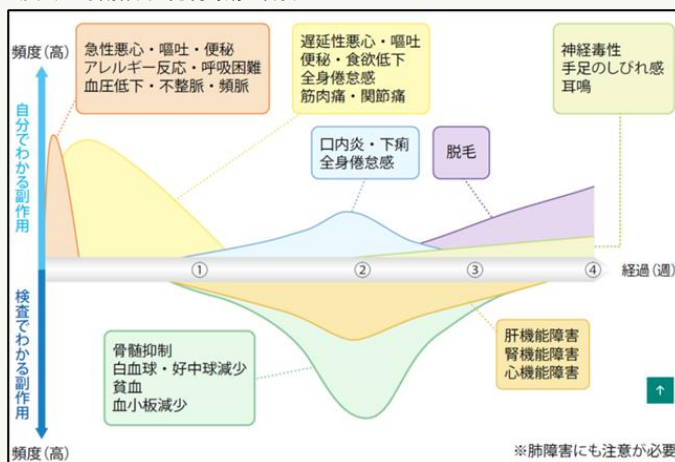 頻度（高）
自分でわかる副作用
検査でわかる副作用
頻度（高）
急性悪心・嘔吐・便秘
アレルギー反応・呼吸困難
血圧低下・不整脈・頻脈
遅延性悪心・嘔吐
便秘・食欲低下
全身倦怠感
筋肉痛・関節痛
口内炎・下痢
全身倦怠感
脱毛
神経毒性
手足のしびれ感
耳鳴
①
②
③
④
経過（週）
骨髄抑制
白血球・好中球減少
貧血
血小板減少
肝機能障害
腎機能障害
心機能障害
↑
※肺障害にも注意が必要